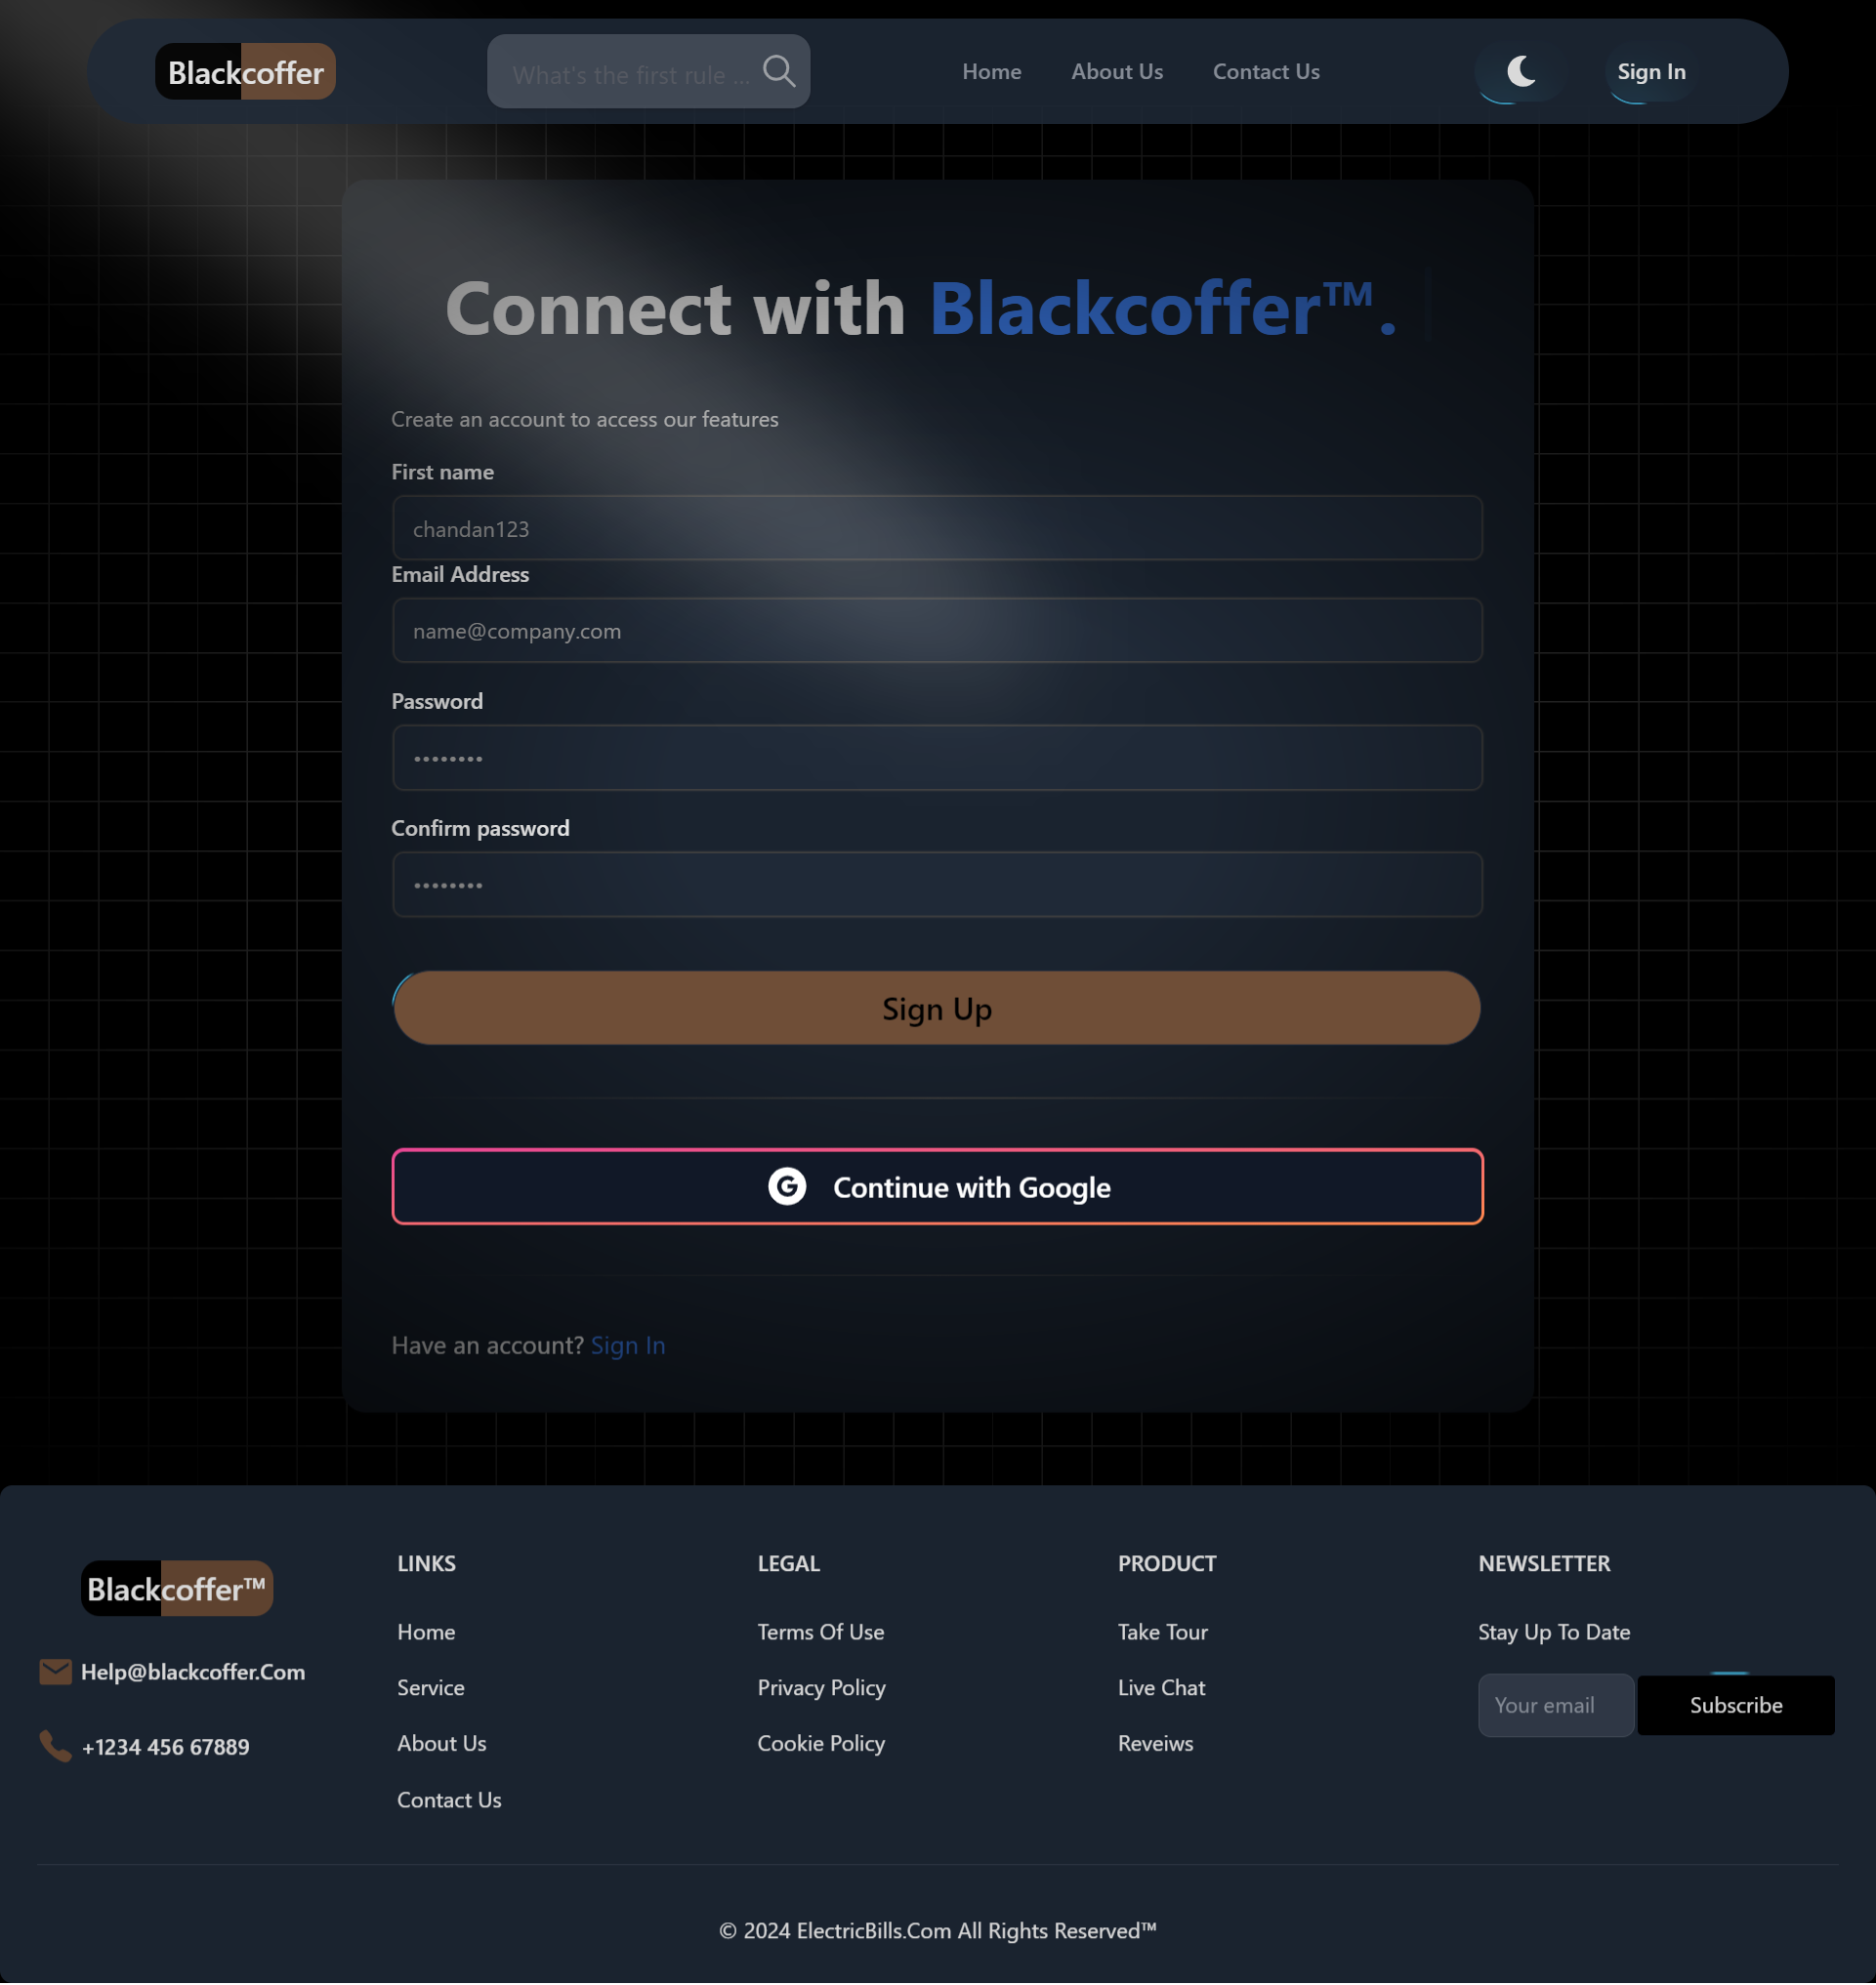 Blackcoffer
What's the first rule ...
Home
About Us
Contact Us
Sign In
Connect with Blackcoffer™.
Create an account to access our features
First name
chandan123
Email Address
name@company.com
Password
••••••••
Confirm password
••••••••
Sign Up
G Continue with Google
Have an account? Sign In
Blackcoffer™
Help@blackcoffer.Com
+1234 456 67889
LINKS
Home
Service
About Us
Contact Us
LEGAL
Terms Of Use
Privacy Policy
Cookie Policy
PRODUCT
Take Tour
Live Chat
Reveiws
NEWSLETTER
Stay Up To Date
Your email
Subscribe
© 2024 ElectricBills.Com All Rights Reserved™